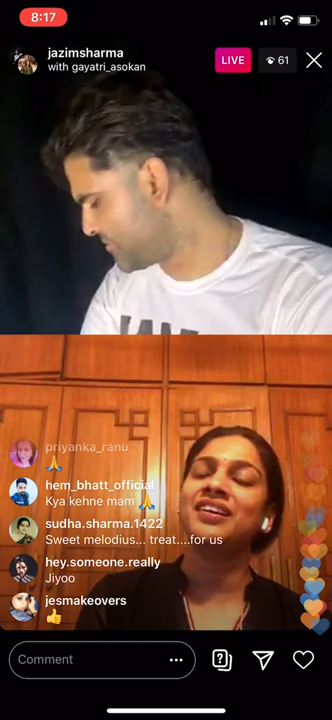 8:17
jazimsharma
with gayatri_asokan
LIVE
61
priyanka_ranu
🙏
hem_bhatt_official
Kya kehne mam 🙏
sudha.sharma.1422
Sweet melodius... treat....for us
hey.someone.really
Jiyoo
jesmakeovers
👍
Comment